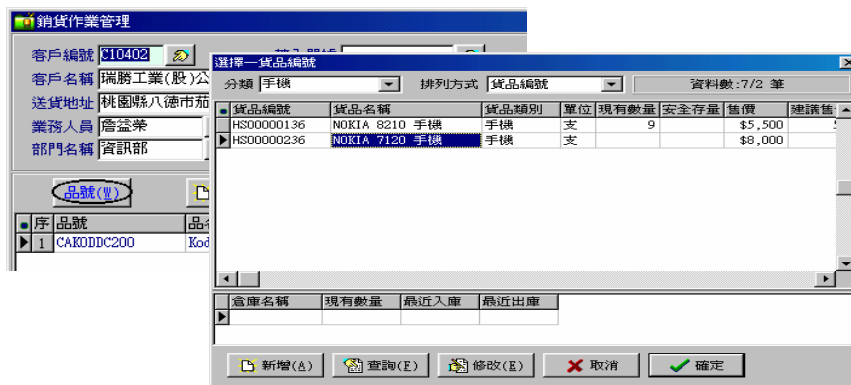 銷貨作業管理
客戶編號 C10402
客戶名稱 瑞勝工業(股)公
送貨地址 桃園縣八德市茄
業務人員 詹益榮
部門名稱 資訊部
品號(W)
序 品號
1 CAKODDC200 Kod
選擇─貨品編號
分類 手機 排列方式 貨品編號 資料數:7/2 筆
貨品編號 貨品名稱 貨品類別 單位 現有數量 安全存量 售價 建議售
HS00000136 NOKIA 8210 手機 手機 支 9 $5,500
HS00000236 NOKIA 7120 手機 手機 支 $8,000
倉庫名稱 現有數量 最近入庫 最近出庫
新增(A) 查詢(F) 修改(E) 取消 確定